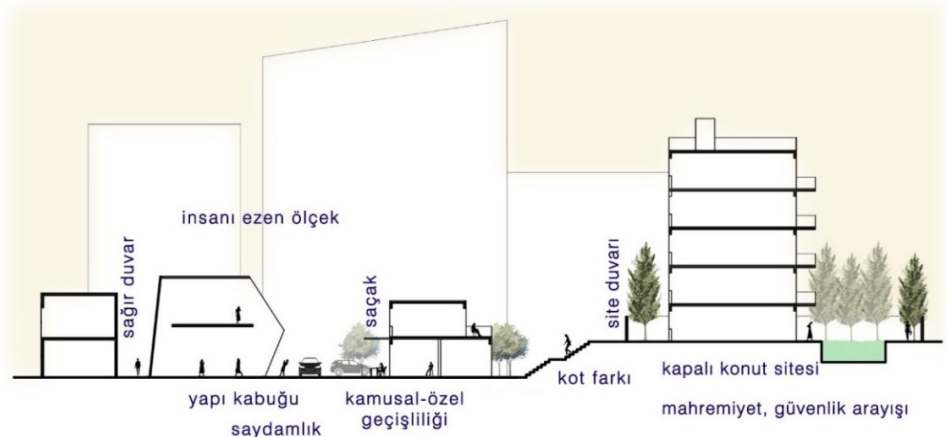 insanı ezen ölçek
sağır duvar
saçak
site duvarı
yapı kabuğu
saydamlık
kamusal-özel
geçişliliği
kot farkı
kapalı konut sitesi
mahremiyet, güvenlik arayışı